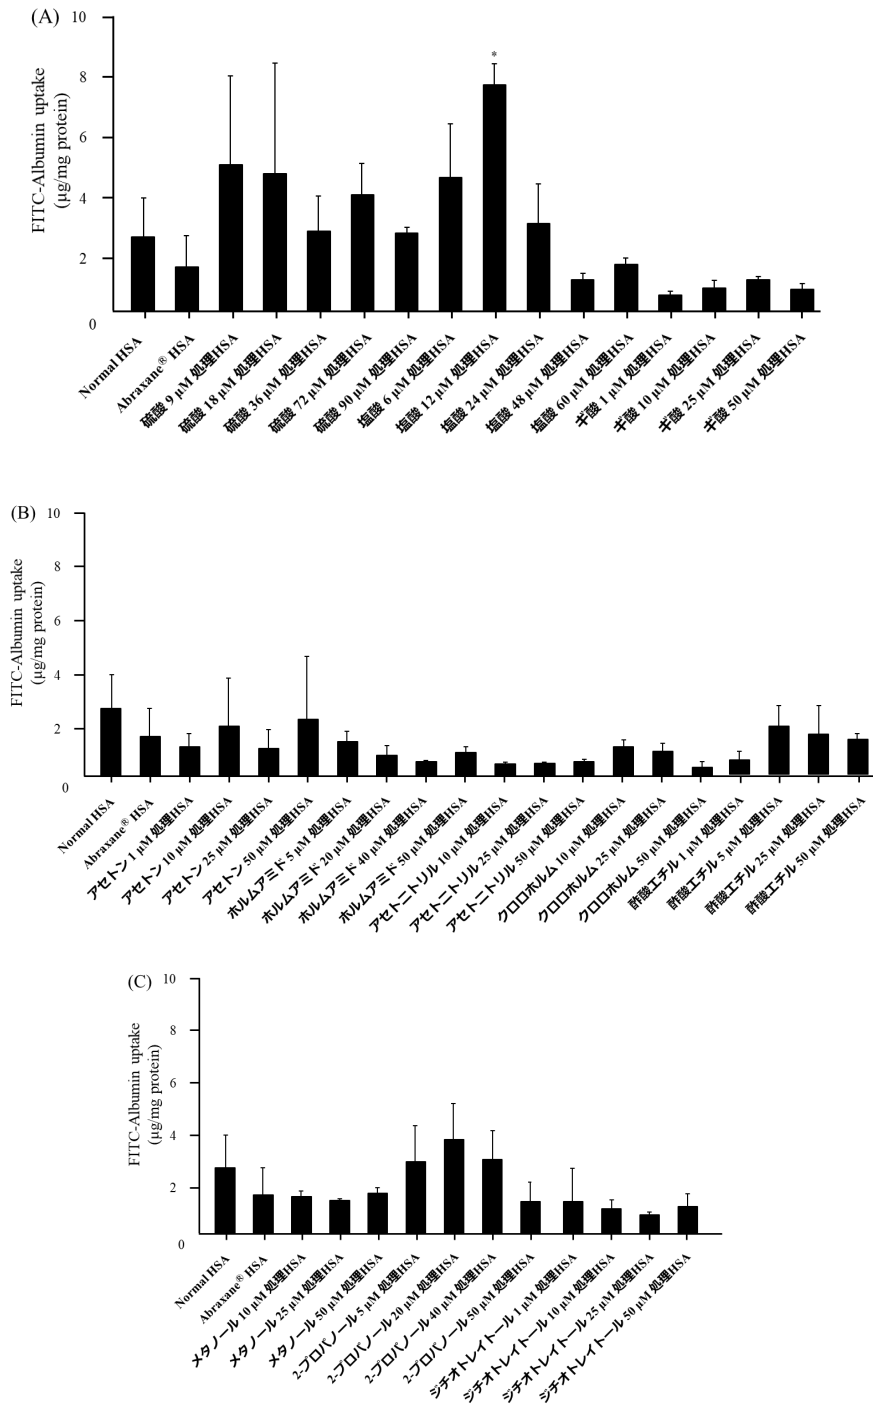 (A)
FITC-Albumin uptake
(µg/mg protein)
10
8
6
4
2
0
*
Normal HSA
Abraxane® HSA
硫酸 9 µM 処理HSA
硫酸 18 µM 処理HSA
硫酸 36 µM 処理HSA
硫酸 72 µM 処理HSA
硫酸 90 µM 処理HSA
塩酸 6 µM 処理HSA
塩酸 12 µM 処理HSA
塩酸 24 µM 処理HSA
塩酸 48 µM 処理HSA
塩酸 60 µM 処理HSA
ギ酸 1 µM 処理HSA
ギ酸 10 µM 処理HSA
ギ酸 25 µM 処理HSA
ギ酸 50 µM 処理HSA
(B)
FITC-Albumin uptake
(µg/mg protein)
10
8
6
4
2
0
Normal HSA
Abraxane® HSA
アセトン 1 µM 処理HSA
アセトン 10 µM 処理HSA
アセトン 25 µM 処理HSA
アセトン 50 µM 処理HSA
ホルムアミド 5 µM 処理HSA
ホルムアミド 20 µM 処理HSA
ホルムアミド 40 µM 処理HSA
ホルムアミド 50 µM 処理HSA
アセトニトリル 10 µM 処理HSA
アセトニトリル 25 µM 処理HSA
アセトニトリル 50 µM 処理HSA
クロロホルム 10 µM 処理HSA
クロロホルム 25 µM 処理HSA
クロロホルム 50 µM 処理HSA
酢酸エチル 1 µM 処理HSA
酢酸エチル 5 µM 処理HSA
酢酸エチル 25 µM 処理HSA
酢酸エチル 50 µM 処理HSA
(C)
FITC-Albumin uptake
(µg/mg protein)
10
8
6
4
2
0
Normal HSA
Abraxane® HSA
メタノール 10 µM 処理HSA
メタノール 25 µM 処理HSA
メタノール 50 µM 処理HSA
2-プロパノール 5 µM 処理HSA
2-プロパノール 20 µM 処理HSA
2-プロパノール 40 µM 処理HSA
2-プロパノール 50 µM 処理HSA
ジチオトレイトール 1 µM 処理HSA
ジチオトレイトール 10 µM 処理HSA
ジチオトレイトール 25 µM 処理HSA
ジチオトレイトール 50 µM 処理HSA